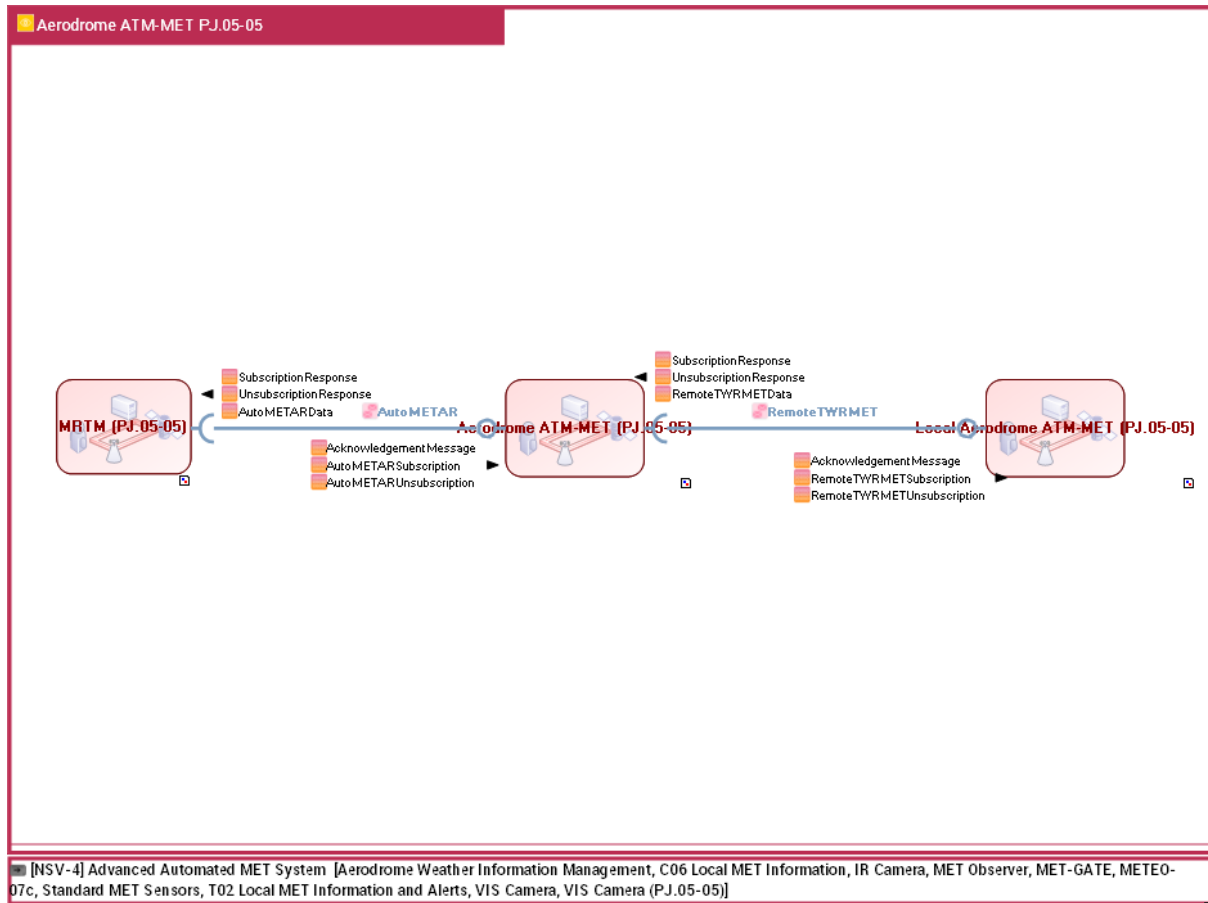 Aerodrome ATM-MET PJ.05-05
SubscriptionResponse
UnsubscriptionResponse
AutoMETARData
AutoMETAR
SubscriptionResponse
UnsubscriptionResponse
RemoteTWRMETData
RemoteTWRMET
MRTM (PJ.05-05)
Aerodrome ATM-MET (PJ.05-05)
Local Aerodrome ATM-MET (PJ.05-05)
AcknowledgementMessage
AutoMETARSubscription
AutoMETARUnsubscription
AcknowledgementMessage
RemoteTWRMETSubscription
RemoteTWRMETUnsubscription
[NSV-4] Advanced Automated MET System [Aerodrome Weather Information Management, C06 Local MET Information, IR Camera, MET Observer, MET-GATE, METEO-
07c, Standard MET Sensors, T02 Local MET Information and Alerts, VIS Camera, VIS Camera (PJ.05-05)]